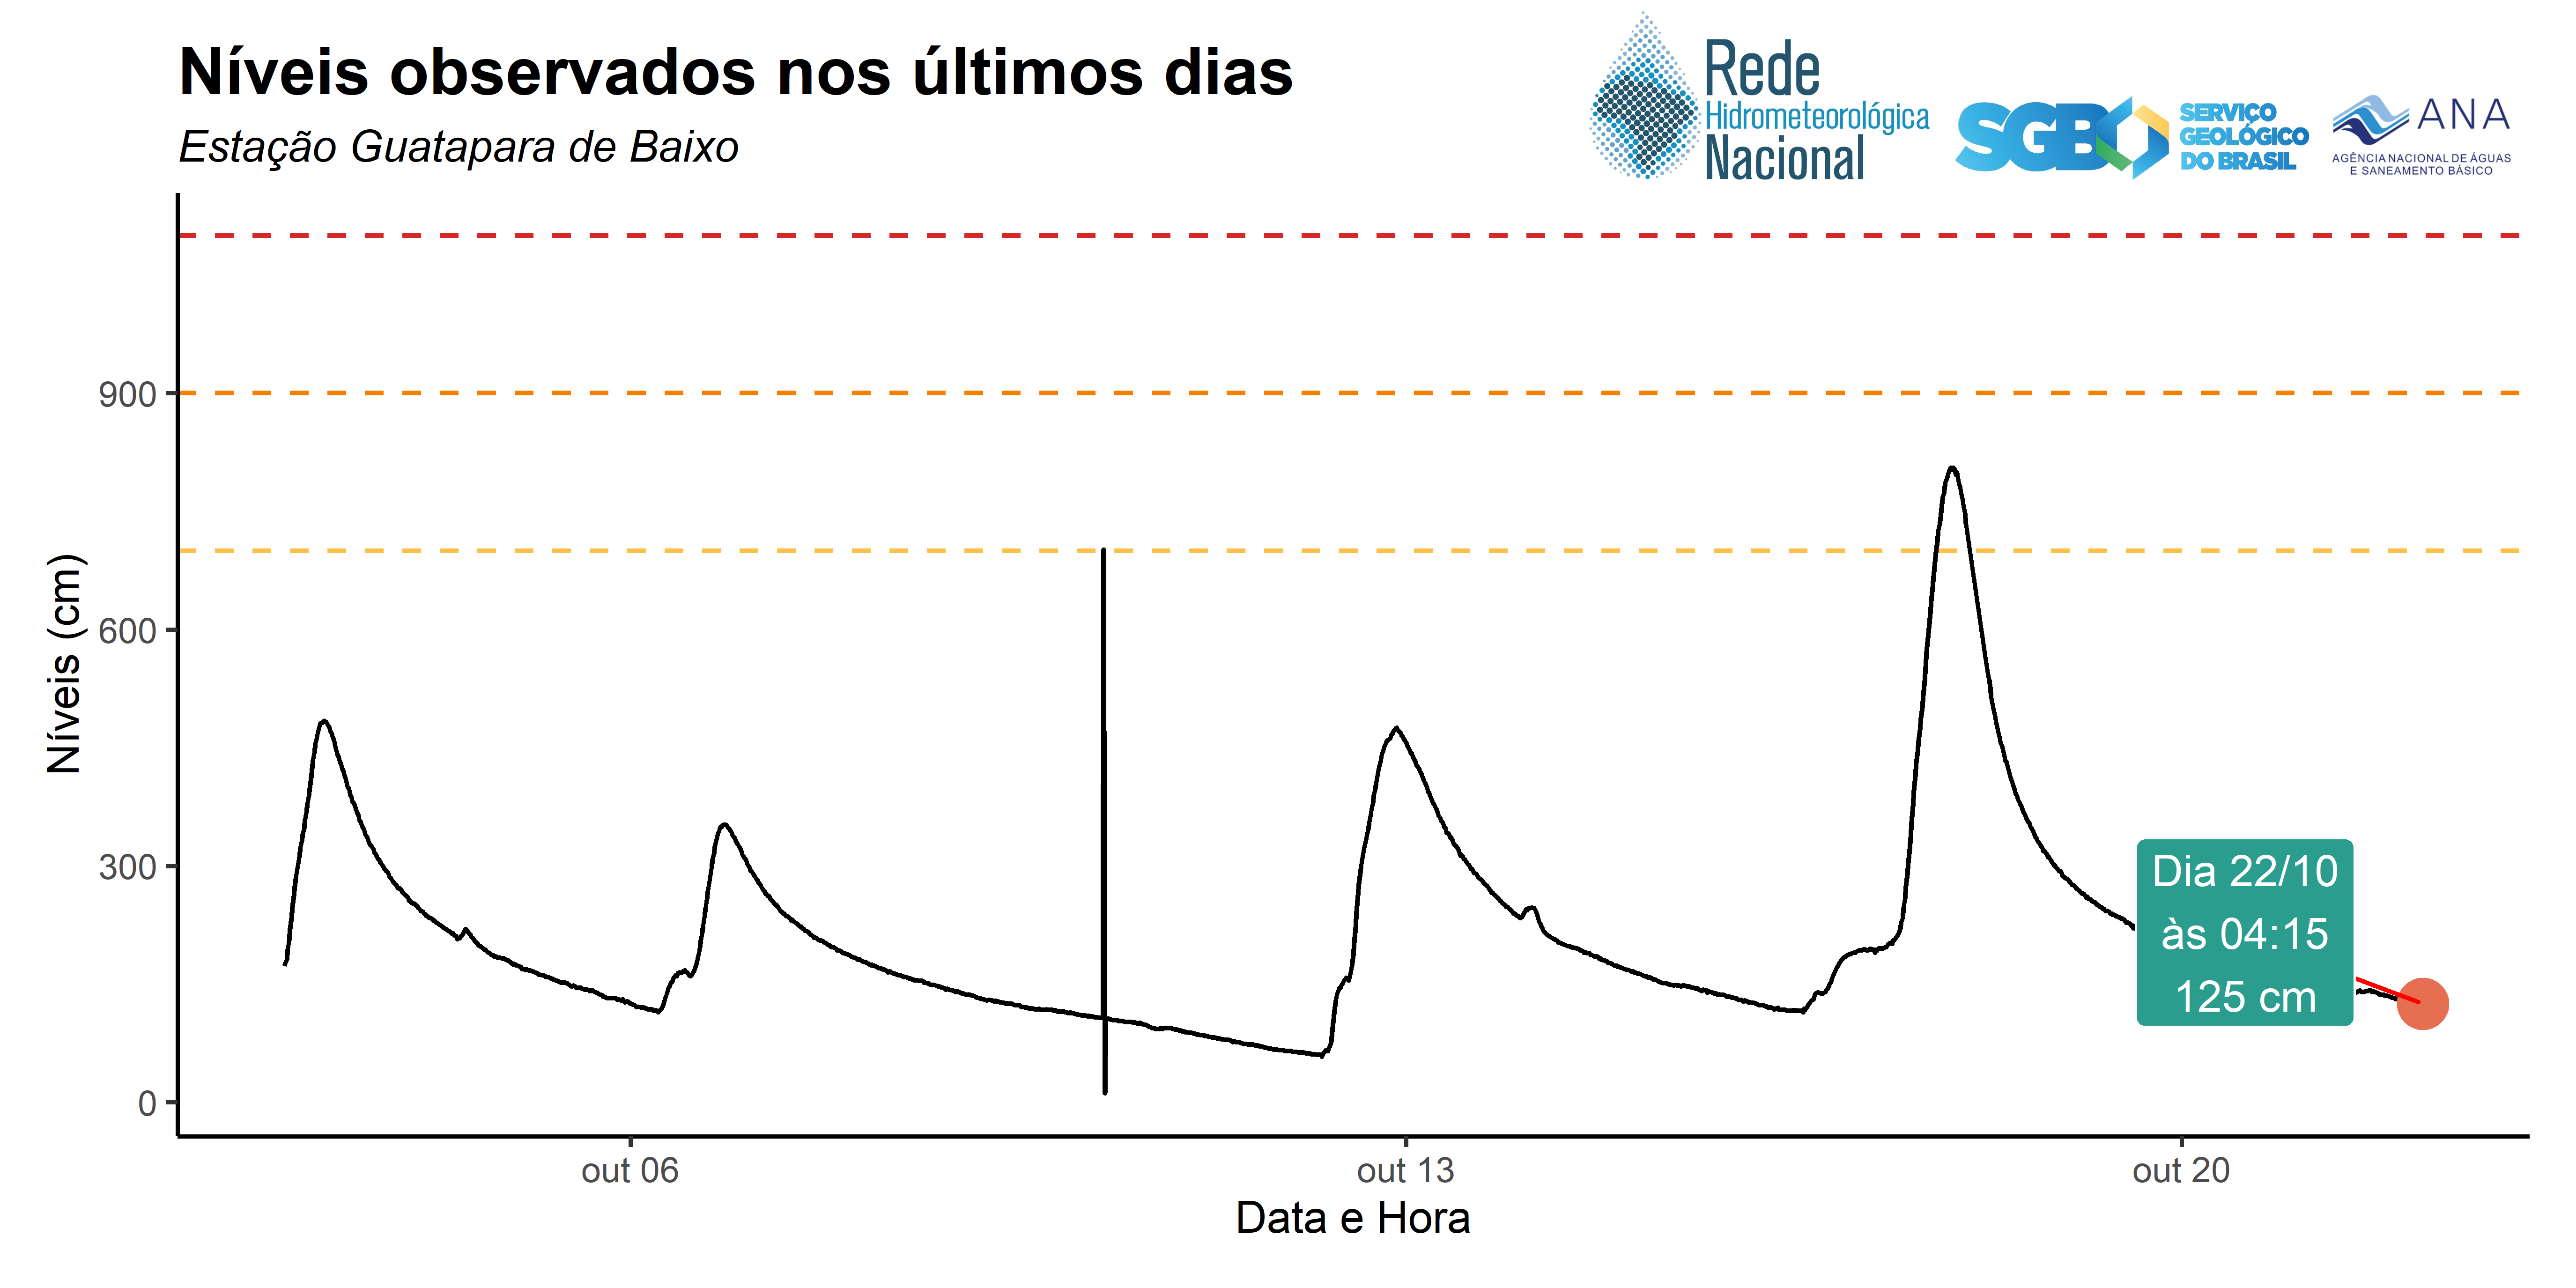 Níveis observados nos últimos dias
Estação Guatapara de Baixo
Rede
Hidrometeorológica
Nacional
SGB
SERVIÇO
GEOLÓGICO
DO BRASIL
ANA
AGÊNCIA NACIONAL DE ÁGUAS
E SANEAMENTO BÁSICO
Níveis (cm)
900
600
300
0
Dia 22/10
às 04:15
125 cm
out 06
out 13
out 20
Data e Hora